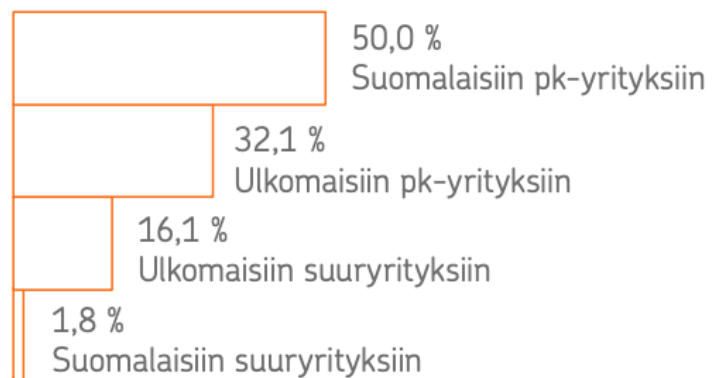 50,0 %
Suomalaisiin pk-yrityksiin
32,1 %
Ulkomaisiin pk-yrityksiin
16,1 %
Ulkomaisiin suuryrityksiin
1,8 %
Suomalaisiin suuryrityksiin